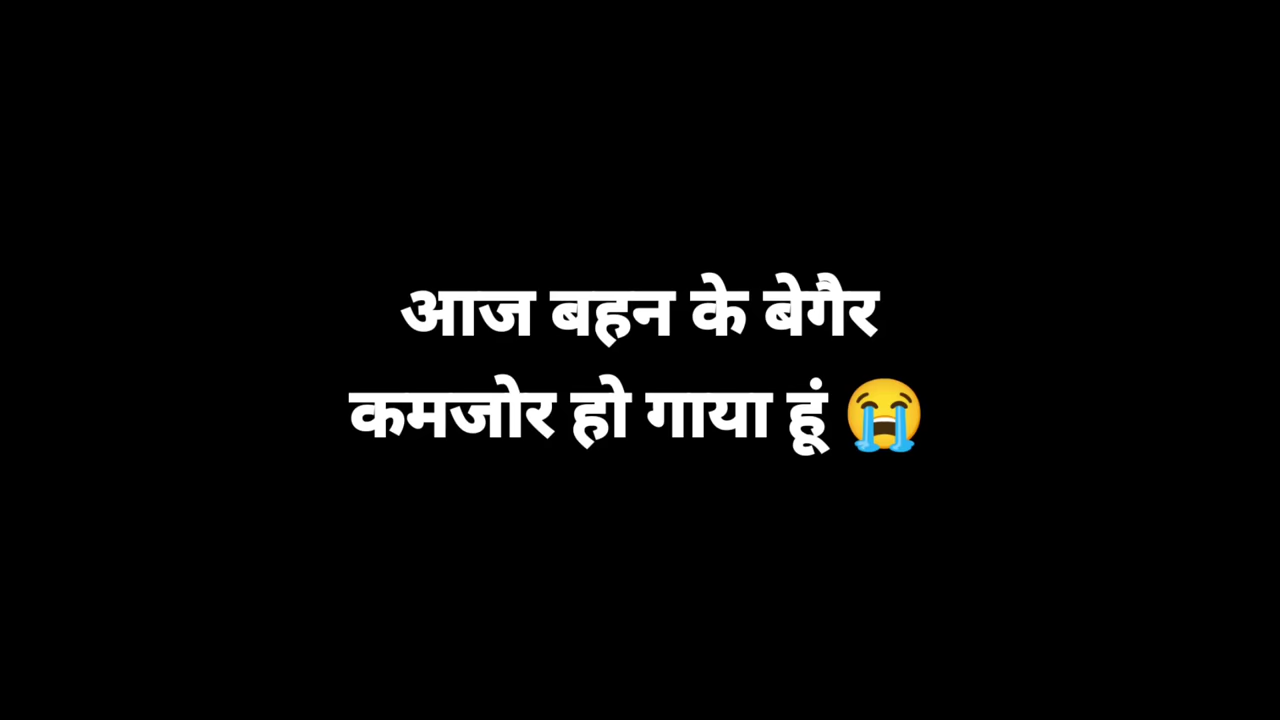 आज बहन के बेगैर
कमजोर हो गाया हूं 😭